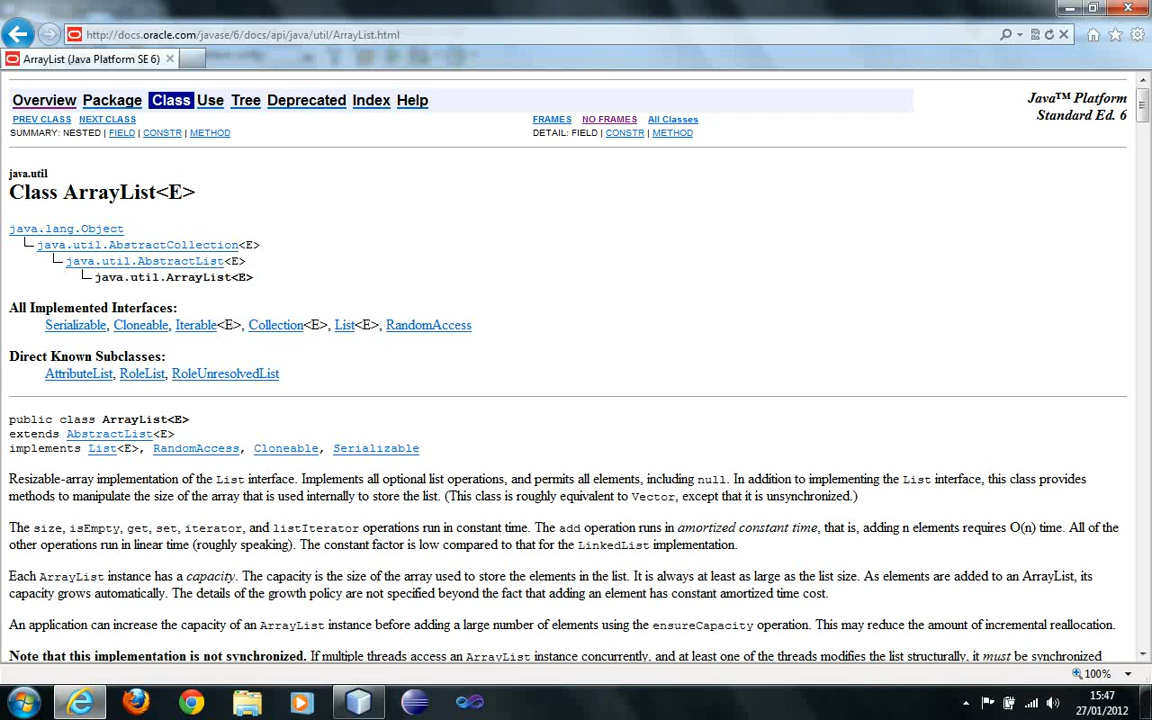 http://docs.oracle.com/javase/6/docs/api/java/util/ArrayList.html
ArrayList (Java Platform SE 6)
Overview Package Class Use Tree Deprecated Index Help
Java™ Platform
Standard Ed. 6
PREV CLASS NEXT CLASS
FRAMES NO FRAMES All Classes
SUMMARY: NESTED | FIELD | CONSTR | METHOD
DETAIL: FIELD | CONSTR | METHOD
java.util
Class ArrayList<E>
java.lang.Object
java.util.AbstractCollection<E>
java.util.AbstractList<E>
java.util.ArrayList<E>
All Implemented Interfaces:
Serializable, Cloneable, Iterable<E>, Collection<E>, List<E>, RandomAccess
Direct Known Subclasses:
AttributeList, RoleList, RoleUnresolvedList
public class ArrayList<E>
extends AbstractList<E>
implements List<E>, RandomAccess, Cloneable, Serializable
Resizable-array implementation of the List interface. Implements all optional list operations, and permits all elements, including null. In addition to implementing the List interface, this class provides
methods to manipulate the size of the array that is used internally to store the list. (This class is roughly equivalent to Vector, except that it is unsynchronized.)
The size, isEmpty, get, set, iterator, and listIterator operations run in constant time. The add operation runs in amortized constant time, that is, adding n elements requires O(n) time. All of the
other operations run in linear time (roughly speaking). The constant factor is low compared to that for the LinkedList implementation.
Each ArrayList instance has a capacity. The capacity is the size of the array used to store the elements in the list. It is always at least as large as the list size. As elements are added to an ArrayList, its
capacity grows automatically. The details of the growth policy are not specified beyond the fact that adding an element has constant amortized time cost.
An application can increase the capacity of an ArrayList instance before adding a large number of elements using the ensureCapacity operation. This may reduce the amount of incremental reallocation.
Note that this implementation is not synchronized. If multiple threads access an ArrayList instance concurrently, and at least one of the threads modifies the list structurally, it must be synchronized
100%
15:47
27/01/2012